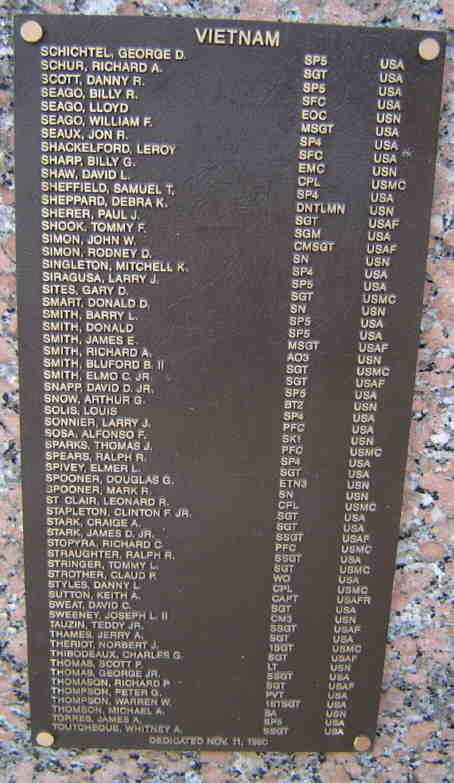 VIETNAM
SCHICHTEL, GEORGE D. SP5 USA
SCHUR, RICHARD A. SGT USA
SCOTT, DANNY R. SP5 USA
SEAGO, BILLY R. SFC USA
SEAGO, LLOYD EOC USN
SEAGO, WILLIAM F. MSGT USA
SEAUX, JON R. SP4 USA
SHACKELFORD, LEROY SFC USA
SHARP, BILLY G. EMC USN
SHAW, DAVID L. CPL USMC
SHEFFIELD, SAMUEL T. SP4 USA
SHEPPARD, DEBRA K. DNTLMN USN
SHERER, PAUL J. SGT USAF
SHOOK, TOMMY F. SGM USA
SIMON, JOHN W. CMSGT USAF
SIMON, RODNEY D. SN USN
SINGLETON, MITCHELL K. SP4 USA
SIRAGUSA, LARRY J. SP5 USA
SITES, GARY D. SGT USMC
SMART, DONALD D. SN USN
SMITH, BARRY L. SP5 USA
SMITH, DONALD SP5 USA
SMITH, JAMES E. MSGT USAF
SMITH, RICHARD A. AO3 USN
SMITH, BLUFORD B. II SGT USMC
SMITH, ELMO C. JR. SGT USAF
SNAPP, DAVID D. JR. SP5 USA
SNOW, ARTHUR G. BT2 USN
SOLIS, LOUIS SP4 USA
SONNIER, LARRY J. PFC USA
SOSA, ALFONSO F. SK1 USN
SPARKS, THOMAS J. PFC USMC
SPEARS, RALPH R. SP4 USA
SPIVEY, ELMER L. SGT USA
SPOONER, DOUGLAS G. ETN3 USN
SPOONER, MARK R. SN USN
ST CLAIR, LEONARD R. CPL USMC
STAPLETON, CLINTON F. JR. SGT USA
STARK, CRAIGE A. SGT USA
STARK, JAMES D. JR. SSGT USAF
STOPYRA, RICHARD C. PFC USMC
STRAUGHTER, RALPH R. SSGT USA
STRINGER, TOMMY L. SGT USMC
STROTHER, CLAUD P. WO USA
STYLES, DANNY L. CPL USMC
SUTTON, KEITH A. CAPT USAFR
SWEAT, DAVID C. SGT USA
SWEENEY, JOSEPH L. II CM3 USN
TAUZIN, TEDDY JR. SSGT USAF
THAMES, JERRY A. SGT USA
THERIOT, NORBERT J. 1SGT USMC
THIBODEAUX, CHARLES G. SGT USAF
THOMAS, SCOTT P. LT USN
THOMAS, GEORGE JR. SSGT USA
THOMASON, RICHARD P. SGT USAF
THOMPSON, PETER G. PVT USA
THOMPSON, WARREN W. 1STSGT USA
THOMSON, MICHAEL A. SA USN
TORRES, JAMES A. SP5 USA
TOUTCHEQUE, WHITNEY A. SSGT USA
DEDICATED NOV. 11,